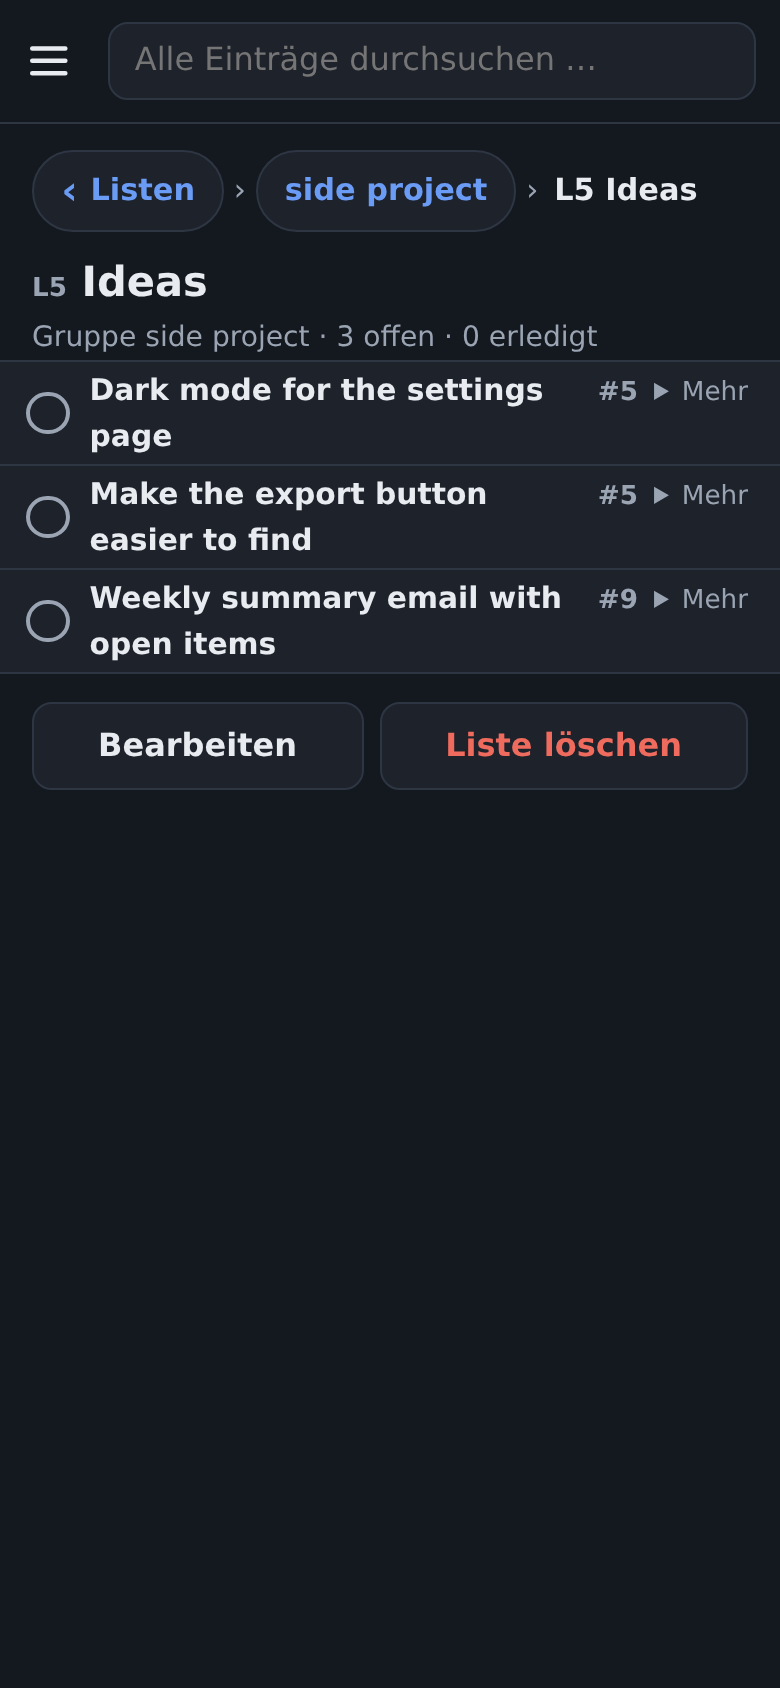 Alle Einträge durchsuchen ...
‹ Listen › side project › L5 Ideas
L5 Ideas
Gruppe side project · 3 offen · 0 erledigt
Dark mode for the settings #5 ▶ Mehr
page
Make the export button #5 ▶ Mehr
easier to find
Weekly summary email with #9 ▶ Mehr
open items
Bearbeiten Liste löschen